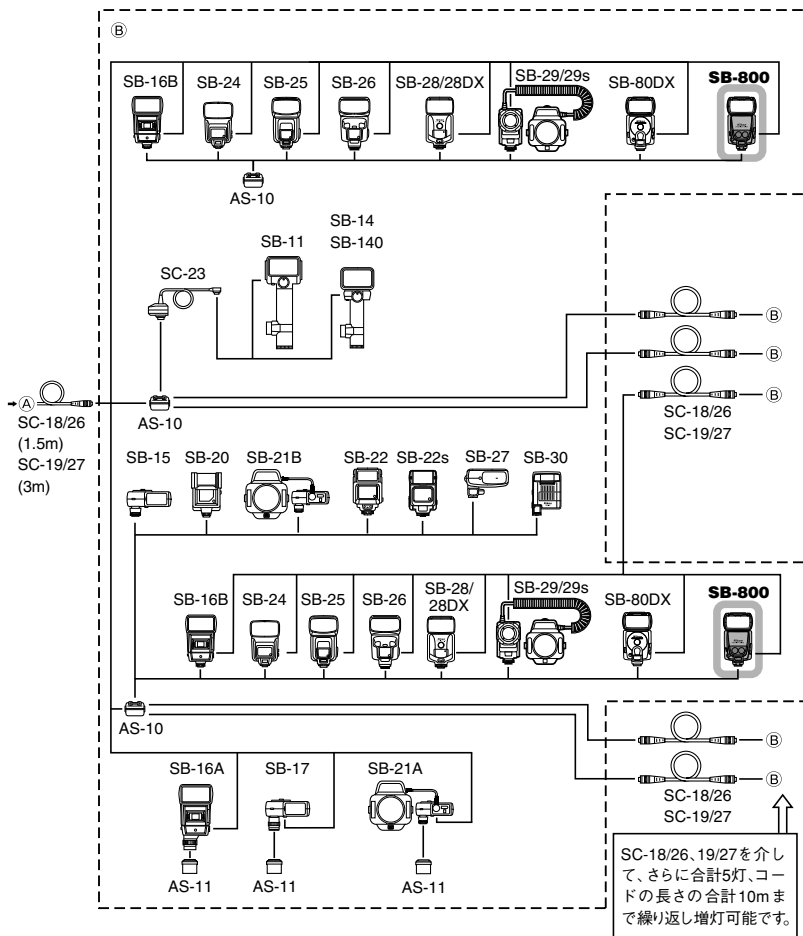 Ⓑ
SB-16B SB-24 SB-25 SB-26 SB-28/28DX SB-29/29s SB-80DX SB-800
AS-10
SB-11
SB-14
SB-140
SC-23
Ⓑ
Ⓑ
Ⓑ
SC-18/26
SC-19/27
Ⓐ
SC-18/26
(1.5m)
SC-19/27
(3m)
AS-10
SB-15 SB-20 SB-21B SB-22 SB-22s SB-27 SB-30
SB-16B SB-24 SB-25 SB-26 SB-28/
28DX
SB-29/29s SB-80DX SB-800
AS-10
Ⓑ
Ⓑ
SC-18/26
SC-19/27
SB-16A SB-17 SB-21A
AS-11 AS-11 AS-11
SC-18/26、19/27を介し
て、さらに合計5灯、コー
ドの長さの合計10mま
で繰り返し増灯可能です。